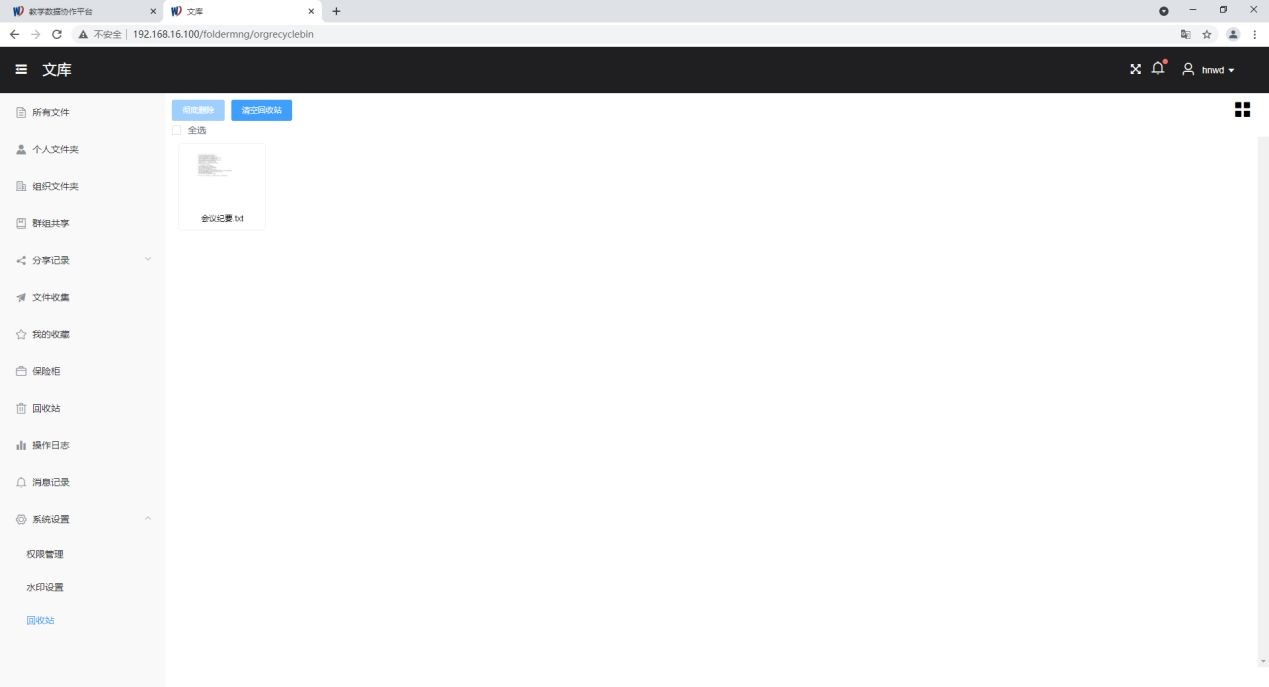 教学数据协作平台
文库
不安全
192.168.16.100/foldermng/orgrecyclebin
文库
hnwd
所有文件
个人文件夹
组织文件夹
群组共享
分享记录
文件收集
我的收藏
保险柜
回收站
操作日志
消息记录
系统设置
权限管理
水印设置
回收站
彻底删除
清空回收站
全选
会议纪要.txt